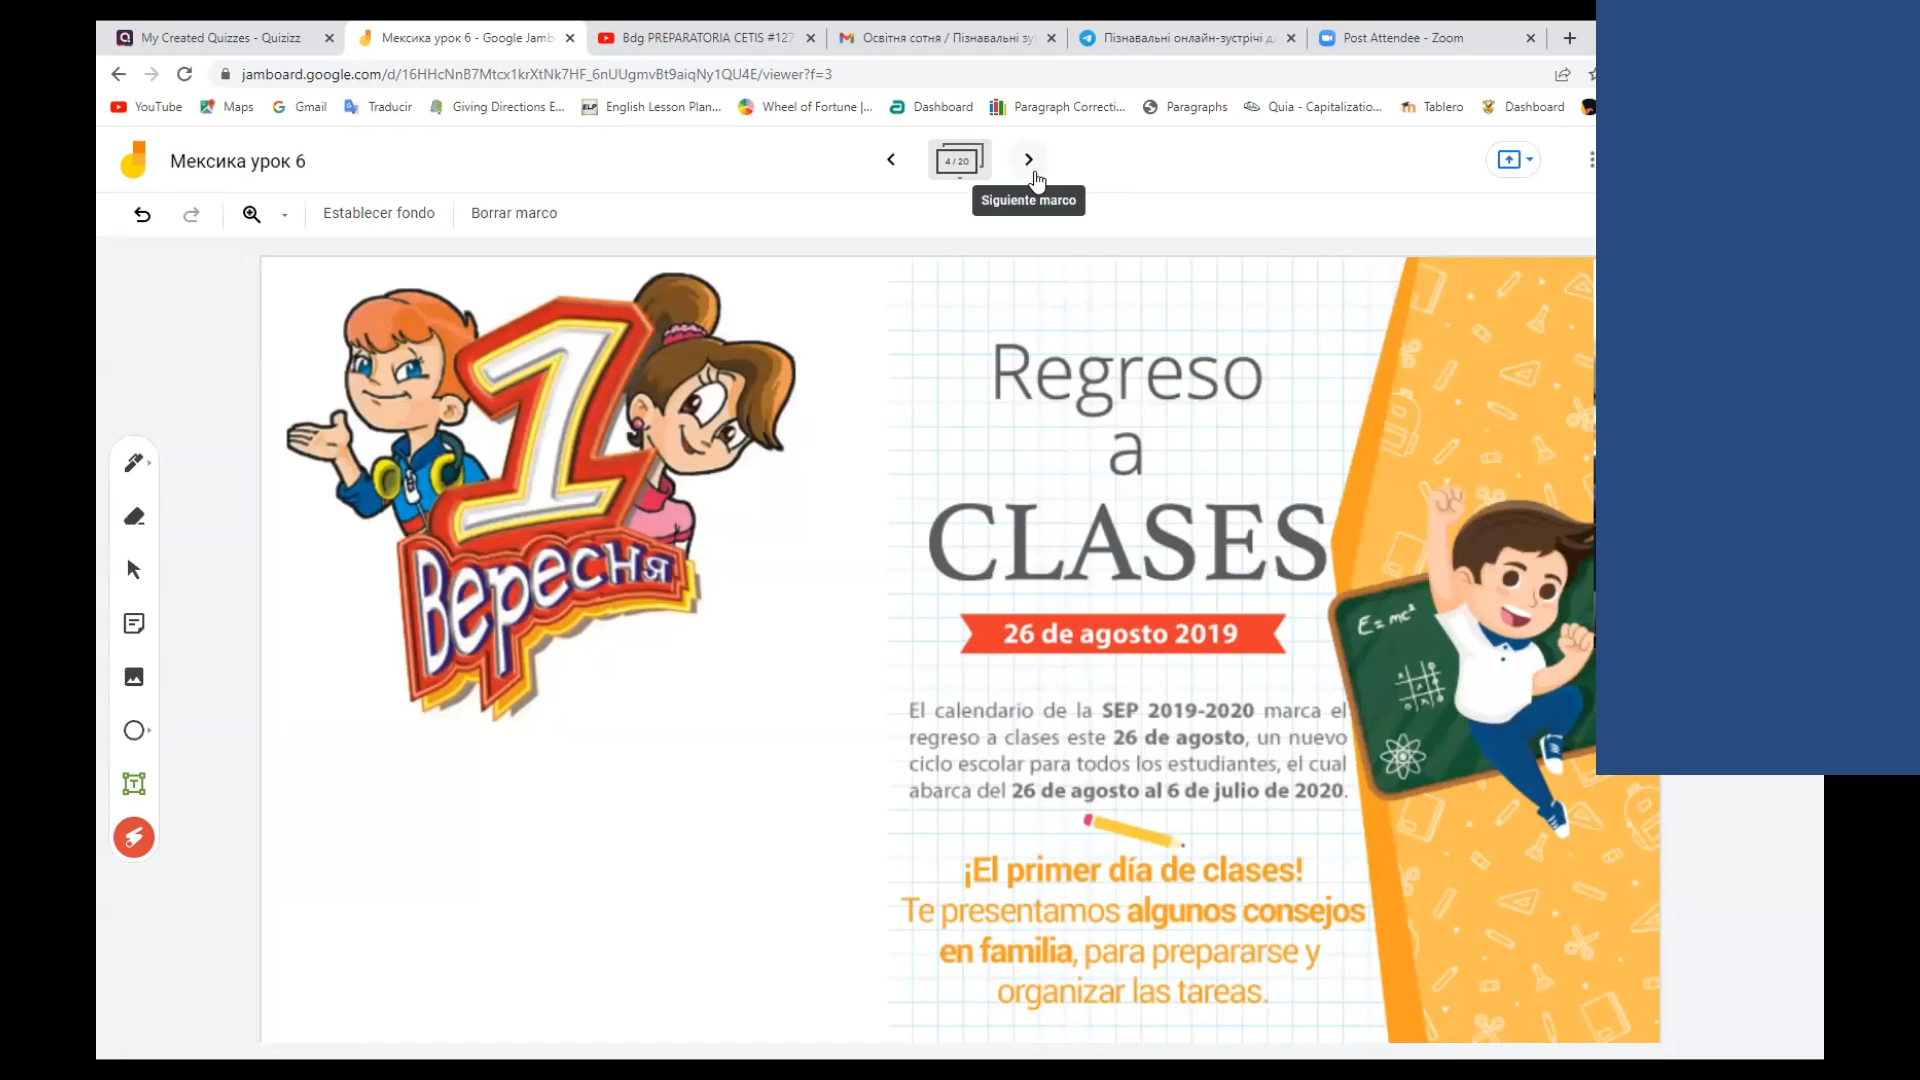 My Created Quizzes - Quizizz
Мексика урок 6 - Google Jamb
Bdg PREPARATORIA CETIS #127
Освітня сотня / Пізнавальні зу
Пізнавальні онлайн-зустрічі д
Post Attendee - Zoom
jamboard.google.com/d/16HHcNnB7Mtcx1krXtNk7HF_6nUUgmvBt9aiqNy1QU4E/viewer?f=3
YouTube
Maps
Gmail
Traducir
Giving Directions E...
ELP
English Lesson Plan...
Wheel of Fortune |...
Dashboard
Paragraph Correcti...
Paragraphs
Quia - Capitalizatio...
Tablero
Dashboard
Мексика урок 6
4 / 20
Siguiente marco
Establecer fondo
Borrar marco
1
Вересня
Regreso
a
CLASES
26 de agosto 2019
E=mc²
El calendario de la SEP 2019-2020 marca el
regreso a clases este 26 de agosto, un nuevo
ciclo escolar para todos los estudiantes, el cual
abarca del 26 de agosto al 6 de julio de 2020.
¡El primer día de clases!
Te presentamos algunos consejos
en familia, para prepararse y
organizar las tareas.